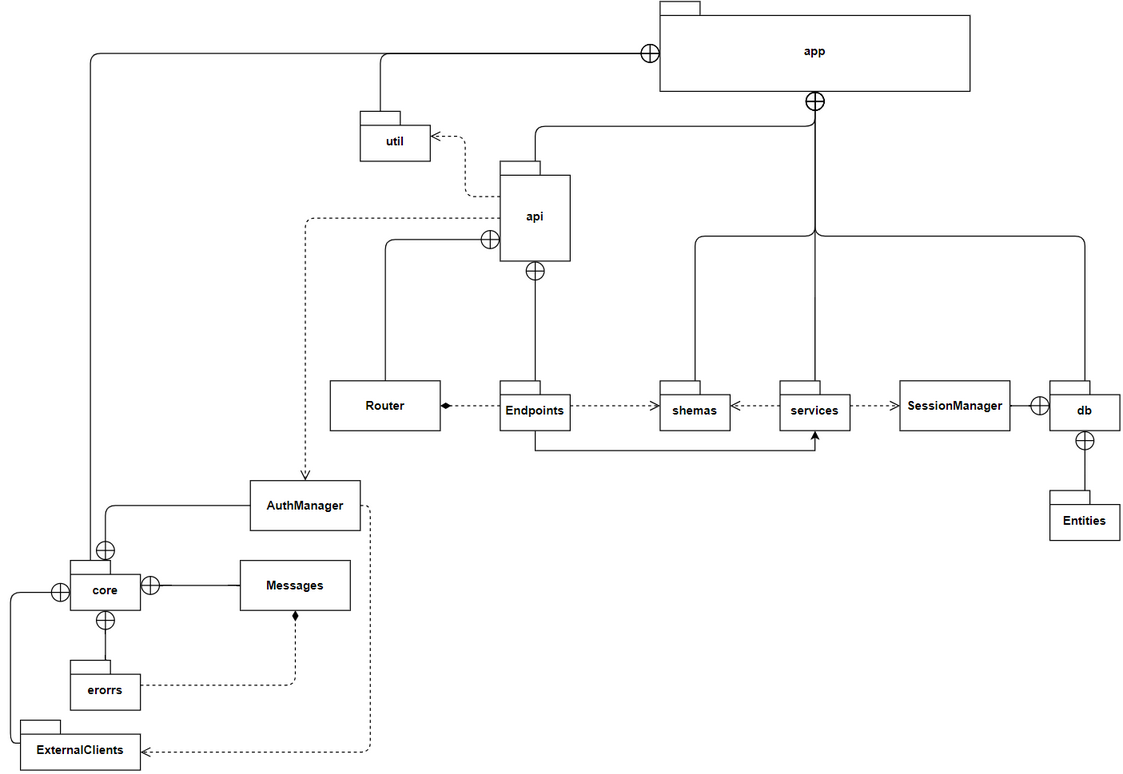 app
util
api
Router
Endpoints
shemas
services
SessionManager
db
AuthManager
Entities
core
Messages
erorrs
ExternalClients